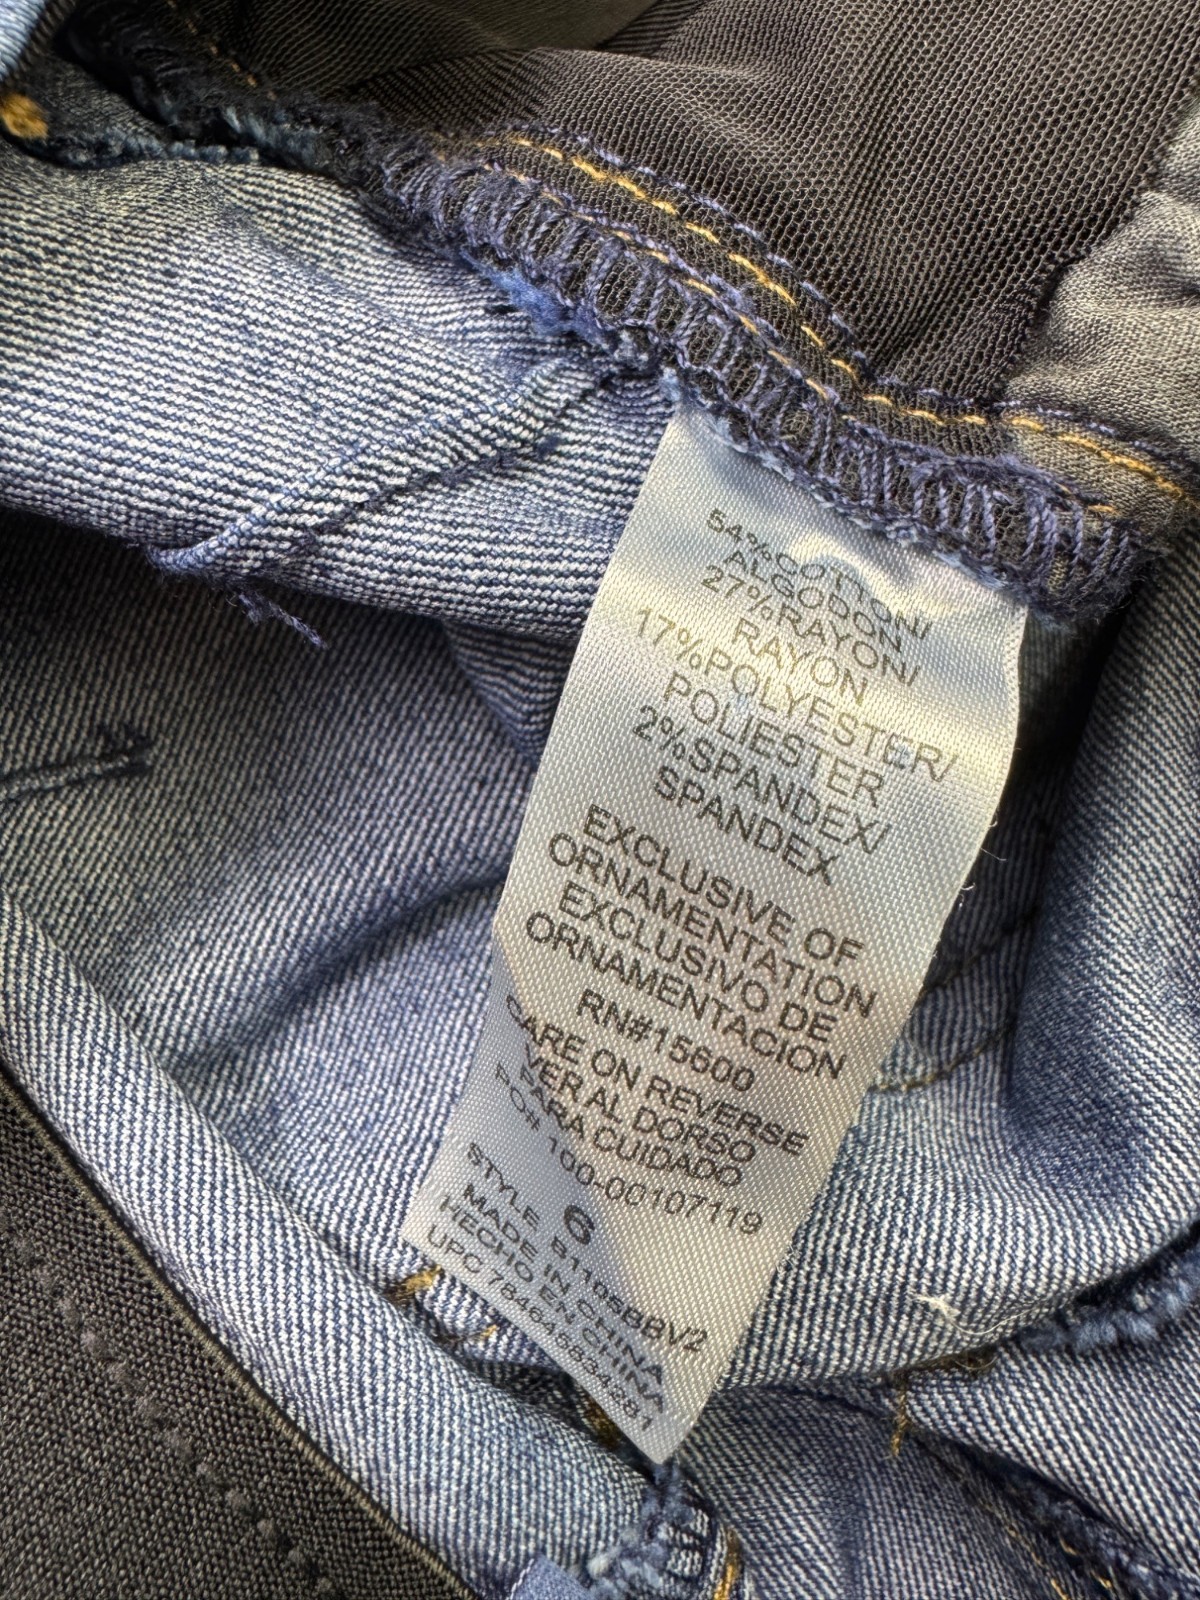 54%COTTON/
ALGODON/
27%RAYON/
RAYON
17%POLYESTER/
POLIESTER
2%SPANDEX/
SPANDEX
EXCLUSIVE OF
ORNAMENTATION
EXCLUSIVO DE
ORNAMENTACION
RN#15600
CARE ON REVERSE
VER AL DORSO
PARA CUIDADO
PO# 100-00107119
6
STYLE B1105BBV2
MADE IN CHINA
HECHO EN CHINA
UPC